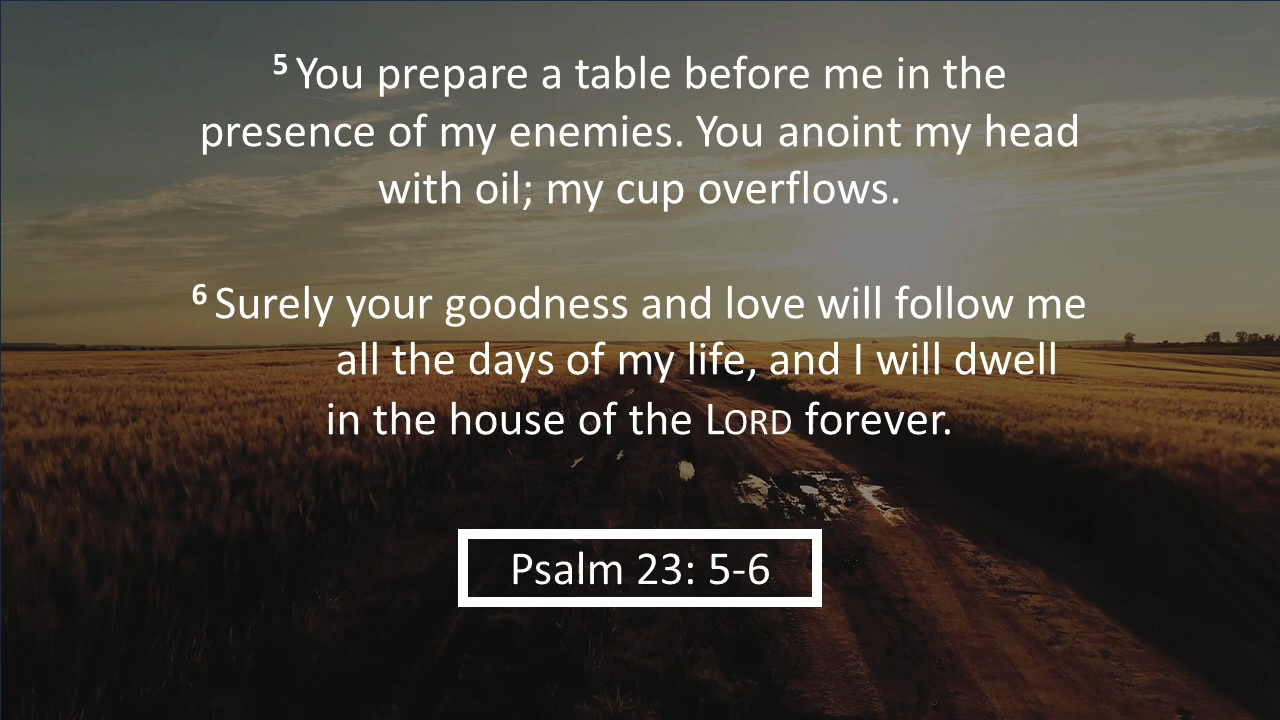 ⁵ You prepare a table before me in the
presence of my enemies. You anoint my head
with oil; my cup overflows.
⁶ Surely your goodness and love will follow me
all the days of my life, and I will dwell
in the house of the LORD forever.
Psalm 23: 5-6